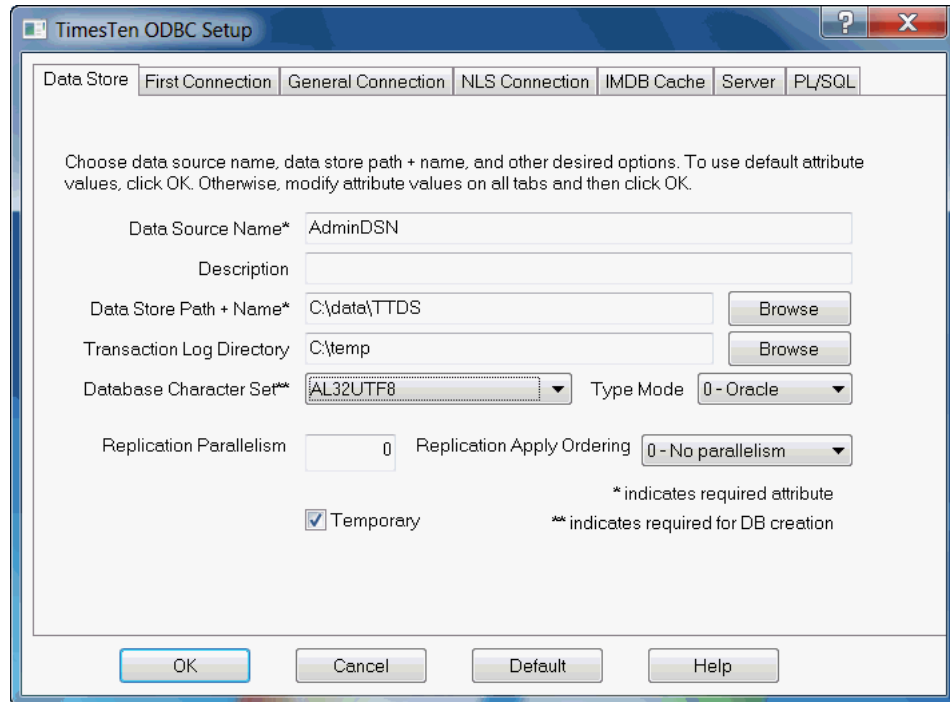 TimesTen ODBC Setup
? X
Data Store First Connection General Connection NLS Connection IMDB Cache Server PL/SQL
Choose data source name, data store path + name, and other desired options. To use default attribute
values, click OK. Otherwise, modify attribute values on all tabs and then click OK.
Data Source Name* AdminDSN
Description
Data Store Path + Name* C:\data\TTDS Browse
Transaction Log Directory C:\temp Browse
Database Character Set** AL32UTF8 Type Mode 0 - Oracle
Replication Parallelism 0 Replication Apply Ordering 0 - No parallelism
* indicates required attribute
Temporary ** indicates required for DB creation
OK Cancel Default Help